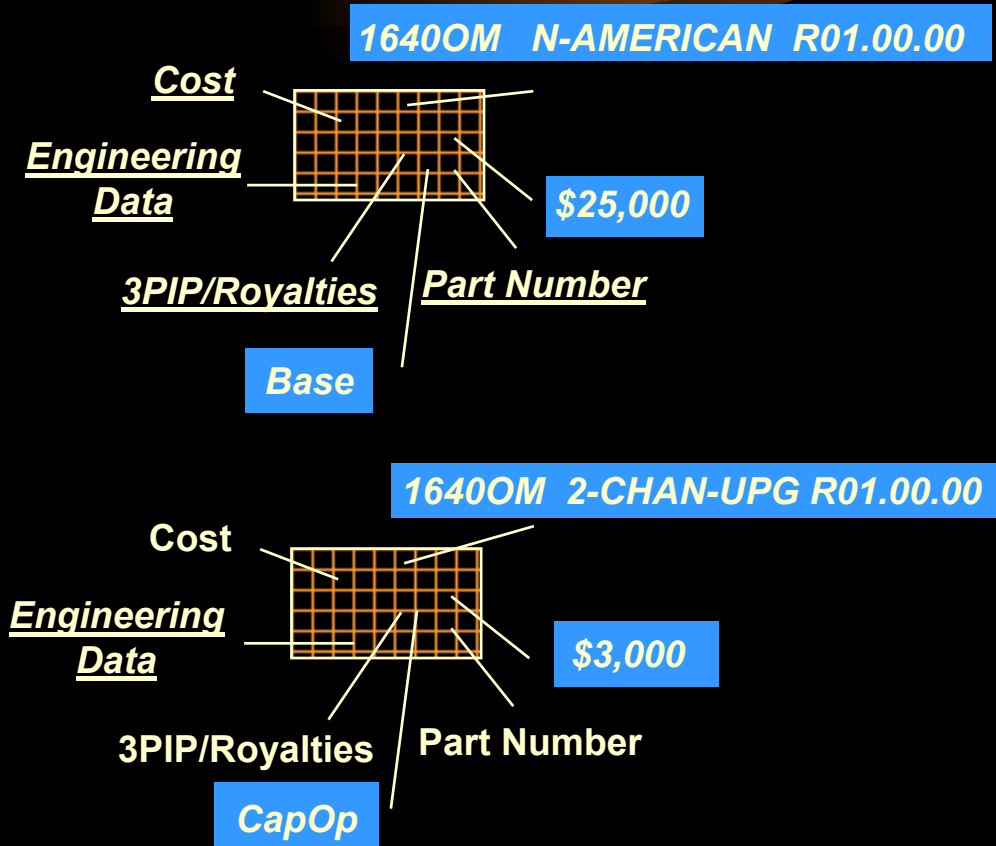 1640OM N-AMERICAN R01.00.00
Cost
Engineering
Data
$25,000
3PIP/Royalties
Part Number
Base
1640OM 2-CHAN-UPG R01.00.00
Cost
Engineering
Data
$3,000
3PIP/Royalties
Part Number
CapOp